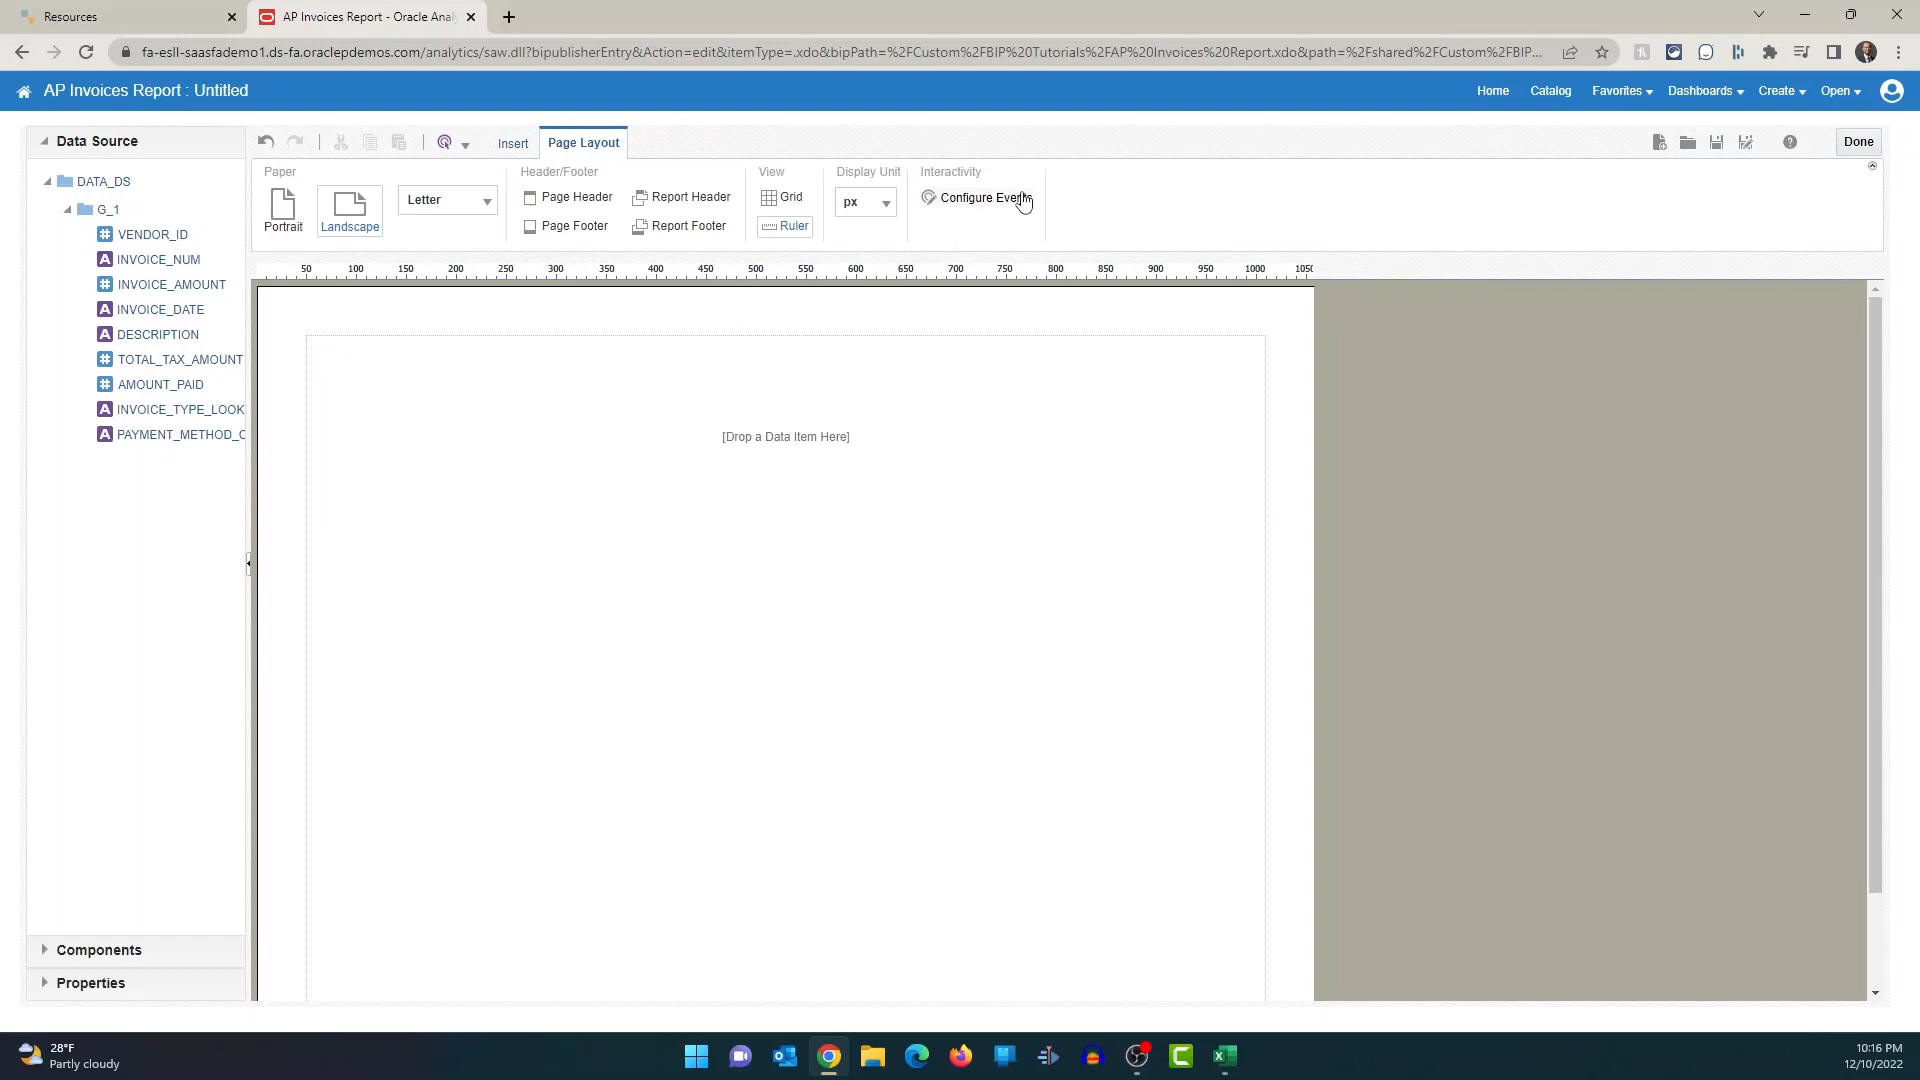 Resources
AP Invoices Report - Oracle Analy
fa-esll-saasfademo1.ds-fa.oraclepdemos.com/analytics/saw.dll?bipublisherEntry&Action=edit&itemType=.xdo&bipPath=%2FCustom%2FBIP%20Tutorials%2FAP%20Invoices%20Report.xdo&path=%2Fshared%2FCustom%2FBIP...
AP Invoices Report : Untitled
Home Catalog Favorites Dashboards Create Open
Data Source
Insert Page Layout
Done
Paper
Portrait Landscape Letter
Header/Footer
Page Header Report Header
Page Footer Report Footer
View
Grid
Ruler
Display Unit
px
Interactivity
Configure Events
DATA_DS
G_1
VENDOR_ID
INVOICE_NUM
INVOICE_AMOUNT
INVOICE_DATE
DESCRIPTION
TOTAL_TAX_AMOUNT
AMOUNT_PAID
INVOICE_TYPE_LOOK
PAYMENT_METHOD_C
50 100 150 200 250 300 350 400 450 500 550 600 650 700 750 800 850 900 950 1000 1050
[Drop a Data Item Here]
Components
Properties
28°F
Partly cloudy
10:16 PM
12/10/2022